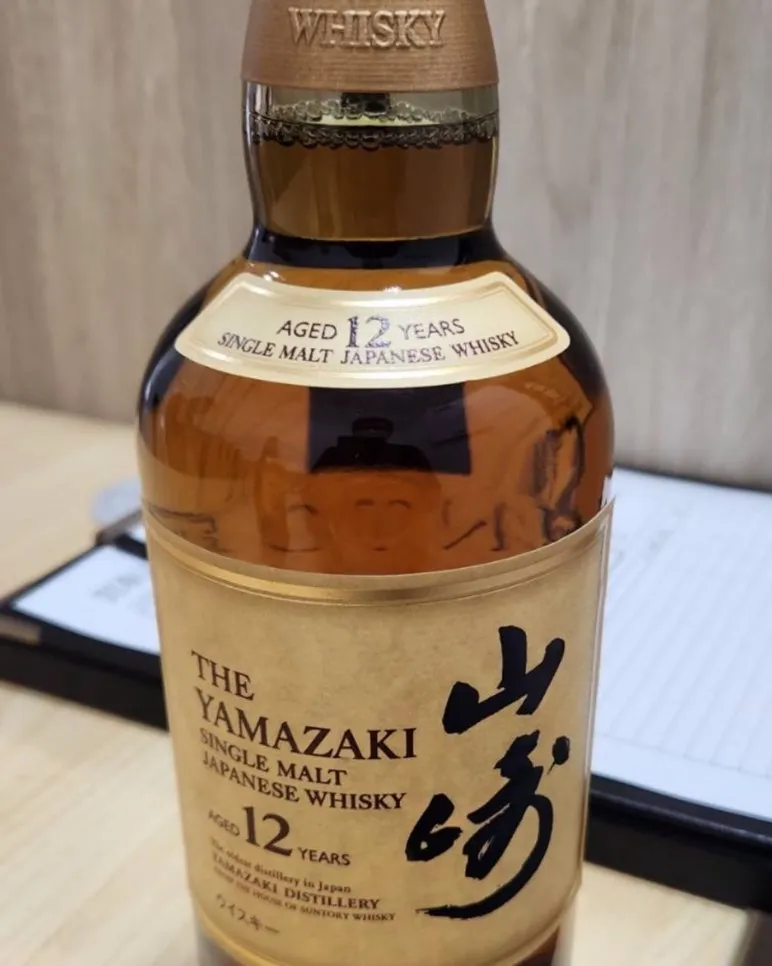 WHISKY
AGED 12 YEARS
SINGLE MALT JAPANESE WHISKY
THE
YAMAZAKI
SINGLE MALT
JAPANESE WHISKY
AGED 12 YEARS
The oldest distillery in Japan
YAMAZAKI DISTILLERY
FROM THE HOUSE OF SUNTORY WHISKY
ウイスキー
山崎